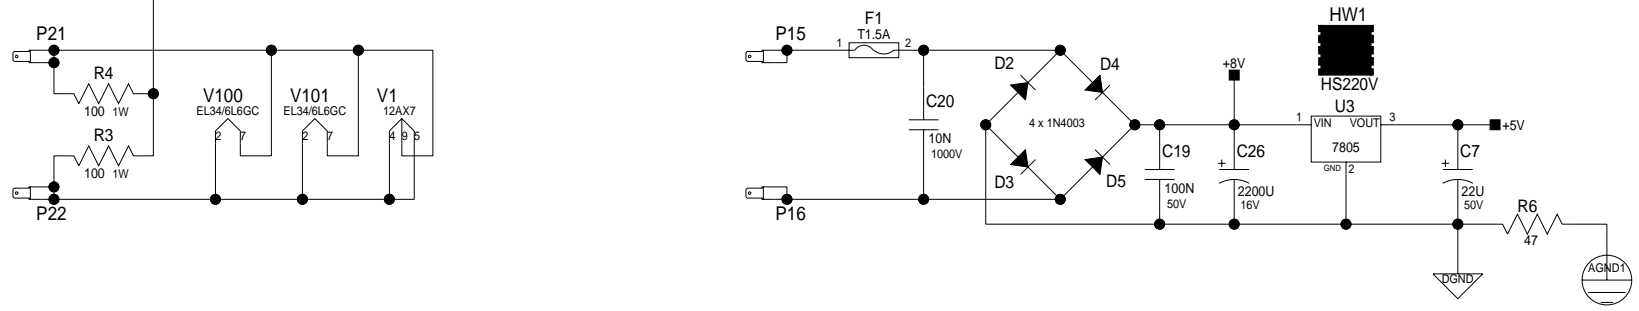 P21
R4
100 1W
R3
100 1W
P22
V100
EL34/6L6GC
2 7
V101
EL34/6L6GC
2 7
V1
12AX7
4 9 5
P15
P16
F1
T1.5A
1 2
C20
10N
1000V
D2
D4
4 x 1N4003
D3
D5
C19
100N
50V
+8V
C26
+
2200U
16V
HW1
HS220V
U3
1 VIN VOUT 3
7805
GND 2
+5V
C7
+
22U
50V
R6
47
DGND
AGND1